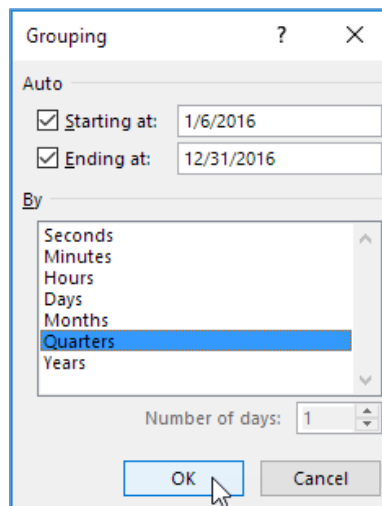 Grouping ?
Auto
Starting at: 1/6/2016
Ending at: 12/31/2016
By
Seconds
Minutes
Hours
Days
Months
Quarters
Years
Number of days: 1
OK Cancel